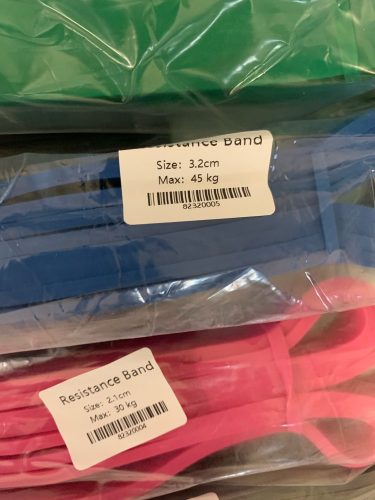 Resistance Band
Size: 3.2cm
Max: 45 kg
82320005
Resistance Band
Size: 2.1cm
Max: 30 kg
82320004